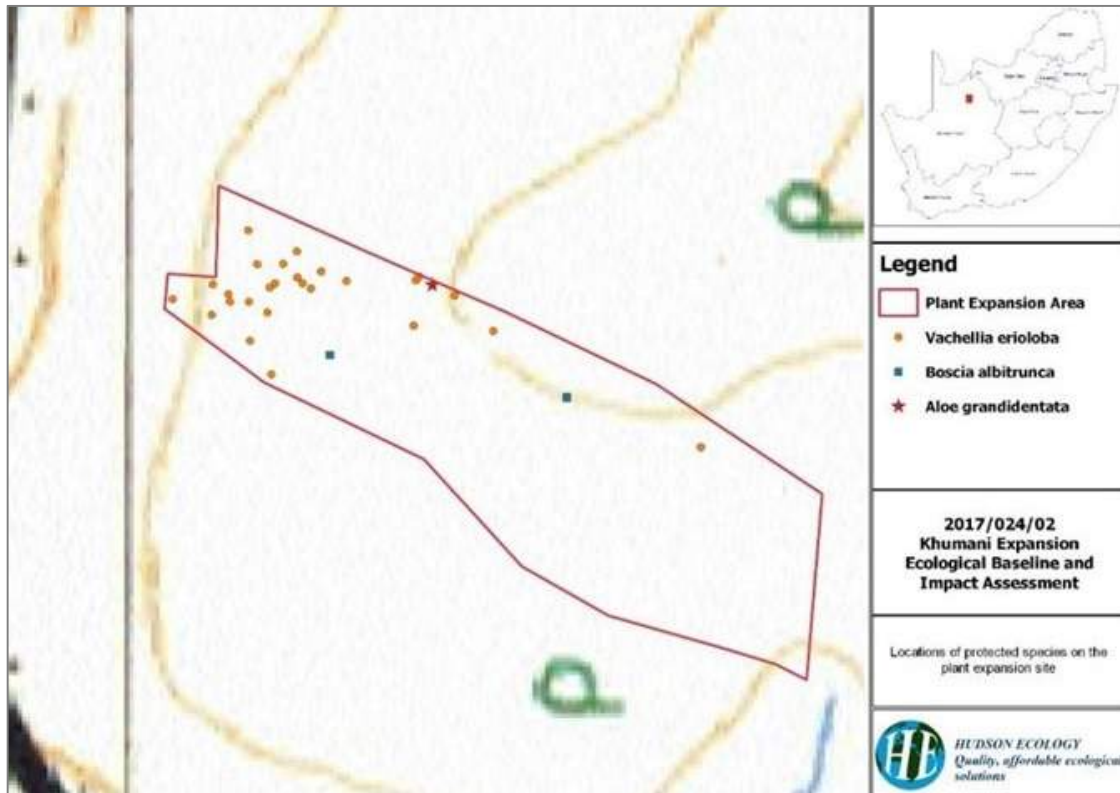 Legend
Plant Expansion Area
Vachellia erioloba
Boscia albitrunca
Aloe grandidentata
2017/024/02
Khumani Expansion
Ecological Baseline and
Impact Assessment
Locations of protected species on the
plant expansion site
HE
HUDSON ECOLOGY
Quality, affordable ecological
solutions